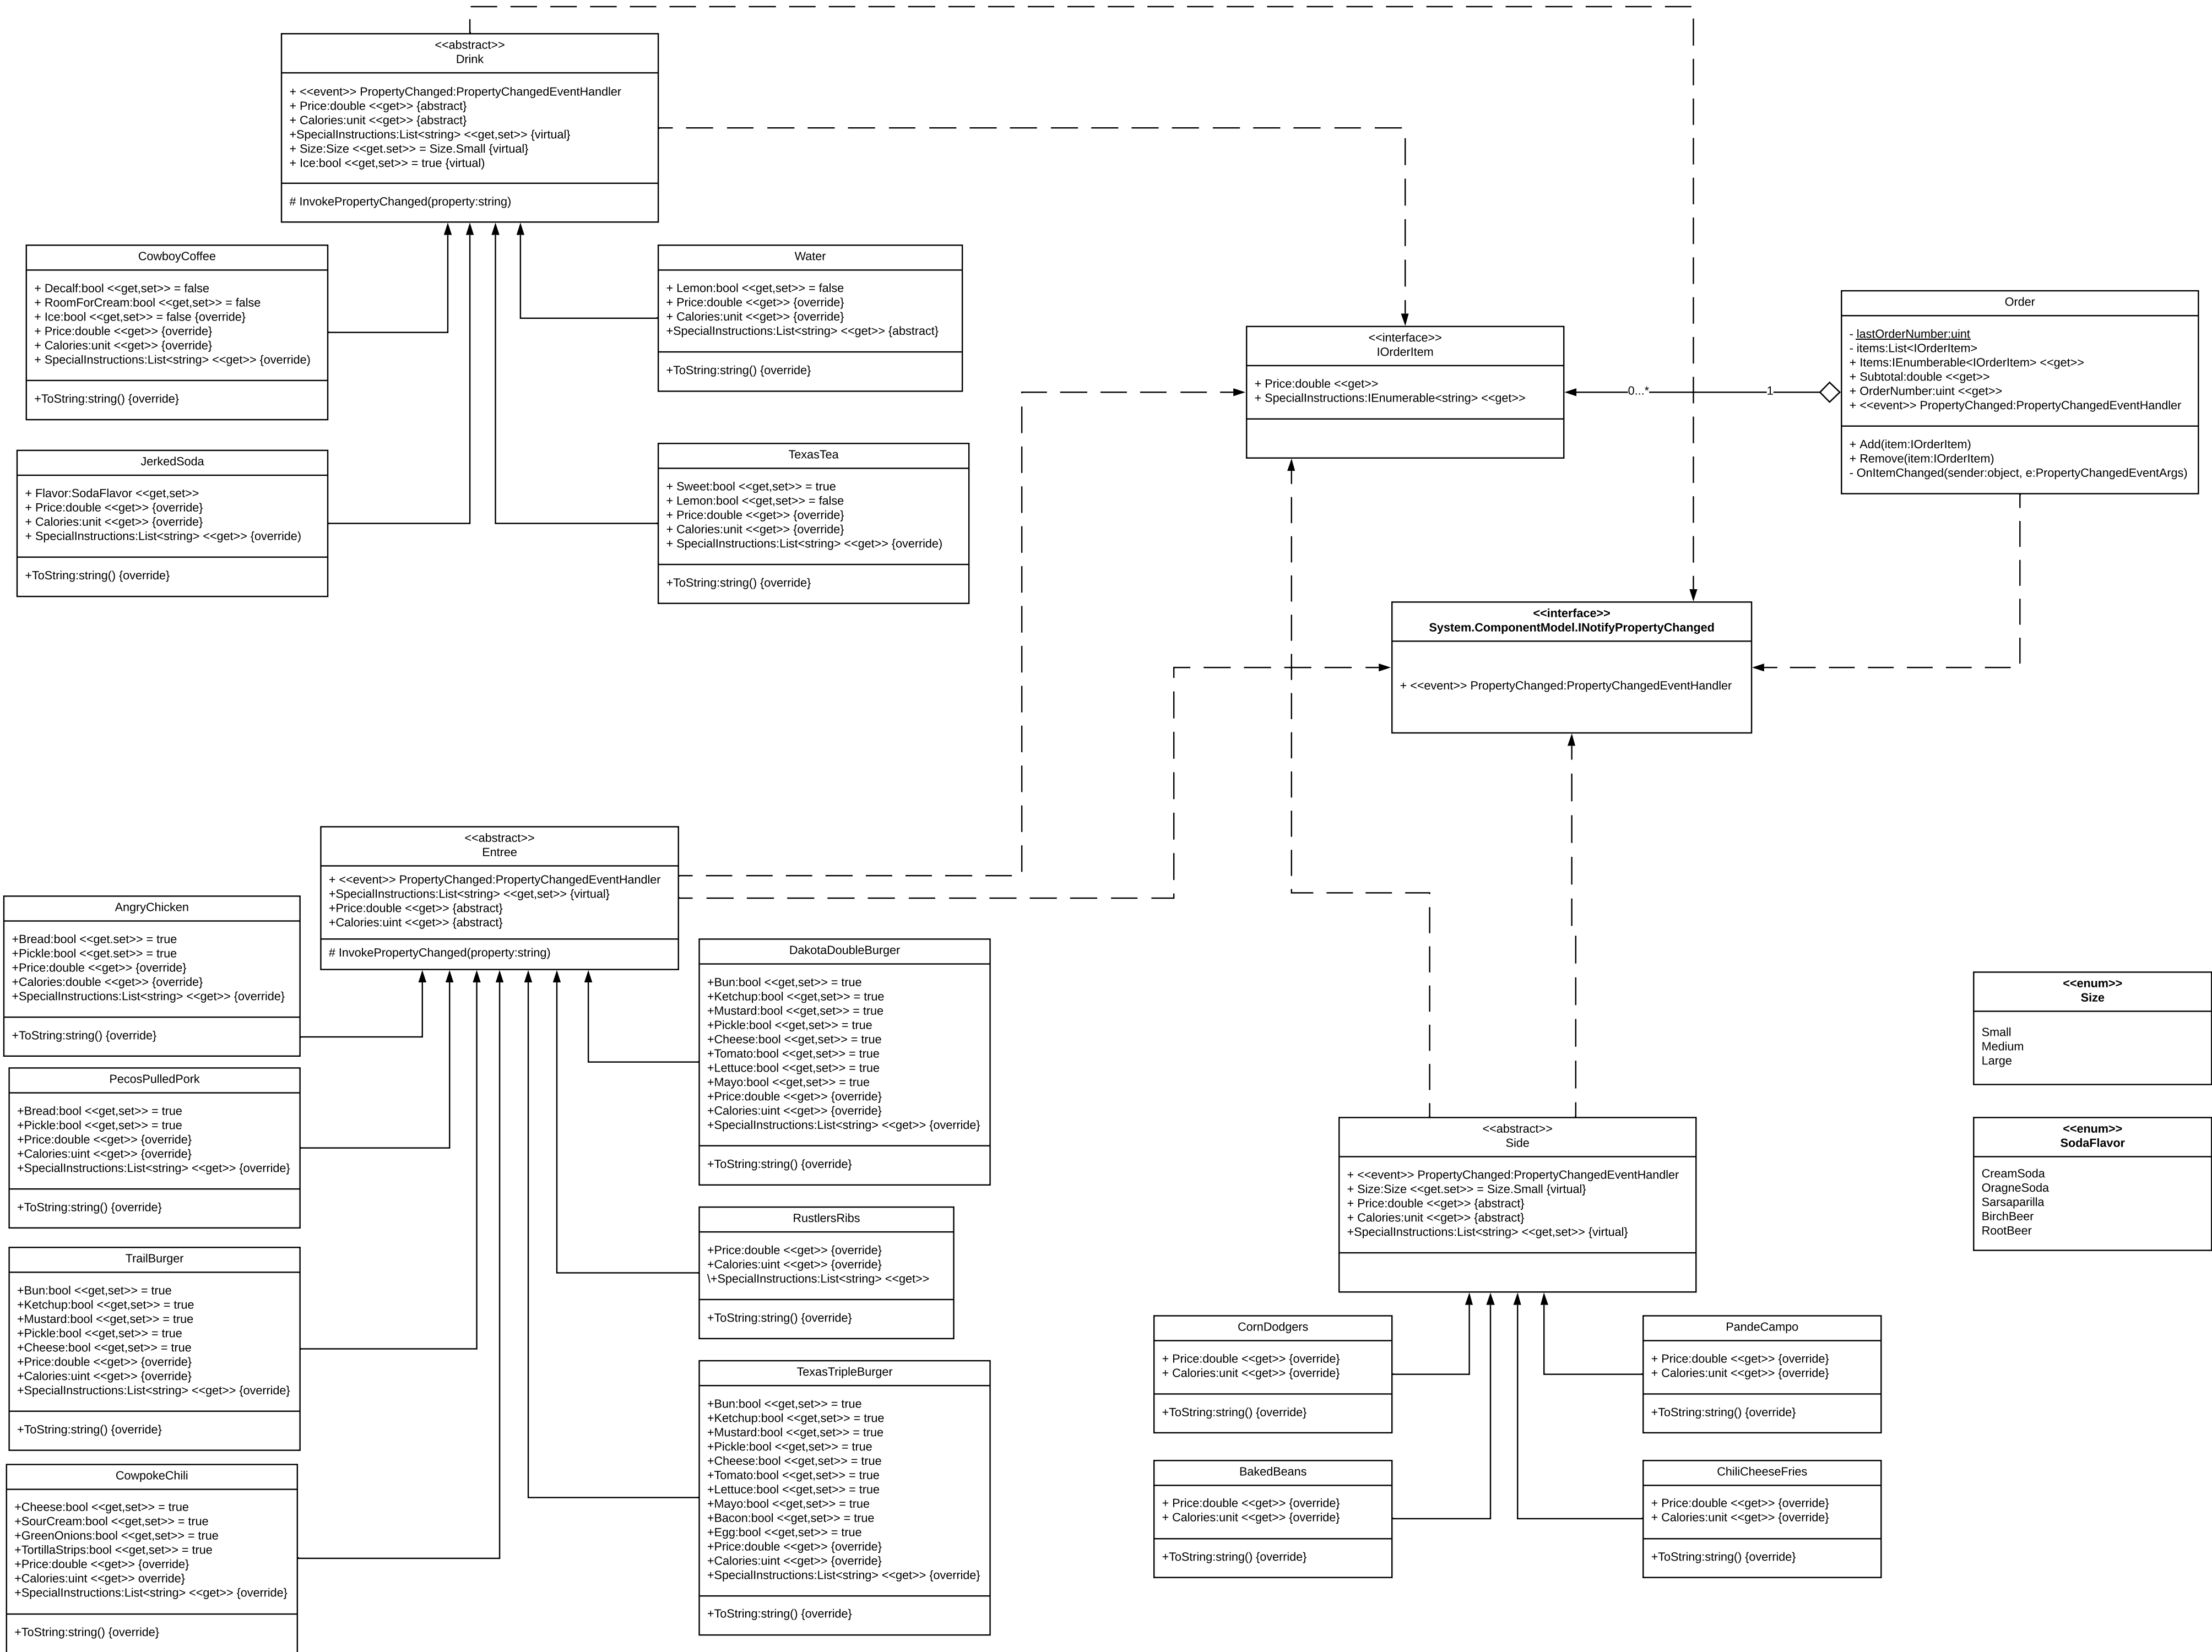 <<abstract>>
Drink
+ <<event>> PropertyChanged:PropertyChangedEventHandler
+ Price:double <<get>> {abstract}
+ Calories:unit <<get>> {abstract}
+SpecialInstructions:List<string> <<get,set>> {virtual}
+ Size:Size <<get.set>> = Size.Small {virtual}
+ Ice:bool <<get,set>> = true {virtual)
# InvokePropertyChanged(property:string)
CowboyCoffee
+ Decalf:bool <<get,set>> = false
+ RoomForCream:bool <<get,set>> = false
+ Ice:bool <<get,set>> = false {override}
+ Price:double <<get>> {override}
+ Calories:unit <<get>> {override}
+ SpecialInstructions:List<string> <<get>> {override)
+ToString:string() {override}
Water
+ Lemon:bool <<get,set>> = false
+ Price:double <<get>> {override}
+ Calories:unit <<get>> {override}
+SpecialInstructions:List<string> <<get>> {abstract}
+ToString:string() {override}
JerkedSoda
+ Flavor:SodaFlavor <<get,set>>
+ Price:double <<get>> {override}
+ Calories:unit <<get>> {override}
+ SpecialInstructions:List<string> <<get>> {override)
+ToString:string() {override}
TexasTea
+ Sweet:bool <<get,set>> = true
+ Lemon:bool <<get,set>> = false
+ Price:double <<get>> {override}
+ Calories:unit <<get>> {override}
+ SpecialInstructions:List<string> <<get>> {override)
+ToString:string() {override}
<<interface>>
IOrderItem
+ Price:double <<get>>
+ SpecialInstructions:IEnumerable<string> <<get>>
0...*
1
Order
- lastOrderNumber:uint
- items:List<IOrderItem>
+ Items:IEnumberable<IOrderItem> <<get>>
+ Subtotal:double <<get>>
+ OrderNumber:uint <<get>>
+ <<event>> PropertyChanged:PropertyChangedEventHandler
+ Add(item:IOrderItem)
+ Remove(item:IOrderItem)
- OnItemChanged(sender:object, e:PropertyChangedEventArgs)
<<interface>>
System.ComponentModel.INotifyPropertyChanged
+ <<event>> PropertyChanged:PropertyChangedEventHandler
<<abstract>>
Entree
+ <<event>> PropertyChanged:PropertyChangedEventHandler
+SpecialInstructions:List<string> <<get,set>> {virtual}
+Price:double <<get>> {abstract}
+Calories:uint <<get>> {abstract}
# InvokePropertyChanged(property:string)
AngryChicken
+Bread:bool <<get.set>> = true
+Pickle:bool <<get.set>> = true
+Price:double <<get>> {override}
+Calories:double <<get>> {override}
+SpecialInstructions:List<string> <<get>> {override}
+ToString:string() {override}
PecosPulledPork
+Bread:bool <<get,set>> = true
+Pickle:bool <<get,set>> = true
+Price:double <<get>> {override}
+Calories:uint <<get>> {override}
+SpecialInstructions:List<string> <<get>> {override}
+ToString:string() {override}
TrailBurger
+Bun:bool <<get,set>> = true
+Ketchup:bool <<get,set>> = true
+Mustard:bool <<get,set>> = true
+Pickle:bool <<get,set>> = true
+Cheese:bool <<get,set>> = true
+Price:double <<get>> {override}
+Calories:uint <<get>> {override}
+SpecialInstructions:List<string> <<get>> {override}
+ToString:string() {override}
CowpokeChili
+Cheese:bool <<get,set>> = true
+SourCream:bool <<get,set>> = true
+GreenOnions:bool <<get,set>> = true
+TortillaStrips:bool <<get,set>> = true
+Price:double <<get>> {override}
+Calories:uint <<get>> override}
+SpecialInstructions:List<string> <<get>> {override}
+ToString:string() {override}
DakotaDoubleBurger
+Bun:bool <<get,set>> = true
+Ketchup:bool <<get,set>> = true
+Mustard:bool <<get,set>> = true
+Pickle:bool <<get,set>> = true
+Cheese:bool <<get,set>> = true
+Tomato:bool <<get,set>> = true
+Lettuce:bool <<get,set>> = true
+Mayo:bool <<get,set>> = true
+Price:double <<get>> {override}
+Calories:uint <<get>> {override}
+SpecialInstructions:List<string> <<get>> {override}
+ToString:string() {override}
RustlersRibs
+Price:double <<get>> {override}
+Calories:uint <<get>> {override}
\+SpecialInstructions:List<string> <<get>>
+ToString:string() {override}
TexasTripleBurger
+Bun:bool <<get,set>> = true
+Ketchup:bool <<get,set>> = true
+Mustard:bool <<get,set>> = true
+Pickle:bool <<get,set>> = true
+Cheese:bool <<get,set>> = true
+Tomato:bool <<get,set>> = true
+Lettuce:bool <<get,set>> = true
+Mayo:bool <<get,set>> = true
+Bacon:bool <<get,set>> = true
+Egg:bool <<get,set>> = true
+Price:double <<get>> {override}
+Calories:uint <<get>> {override}
+SpecialInstructions:List<string> <<get>> {override}
+ToString:string() {override}
<<abstract>>
Side
+ <<event>> PropertyChanged:PropertyChangedEventHandler
+ Size:Size <<get.set>> = Size.Small {virtual}
+ Price:double <<get>> {abstract}
+ Calories:unit <<get>> {abstract}
+SpecialInstructions:List<string> <<get,set>> {virtual}
CornDodgers
+ Price:double <<get>> {override}
+ Calories:unit <<get>> {override}
+ToString:string() {override}
PandeCampo
+ Price:double <<get>> {override}
+ Calories:unit <<get>> {override}
+ToString:string() {override}
BakedBeans
+ Price:double <<get>> {override}
+ Calories:unit <<get>> {override}
+ToString:string() {override}
ChiliCheeseFries
+ Price:double <<get>> {override}
+ Calories:unit <<get>> {override}
+ToString:string() {override}
<<enum>>
Size
Small
Medium
Large
<<enum>>
SodaFlavor
CreamSoda
OragneSoda
Sarsaparilla
BirchBeer
RootBeer